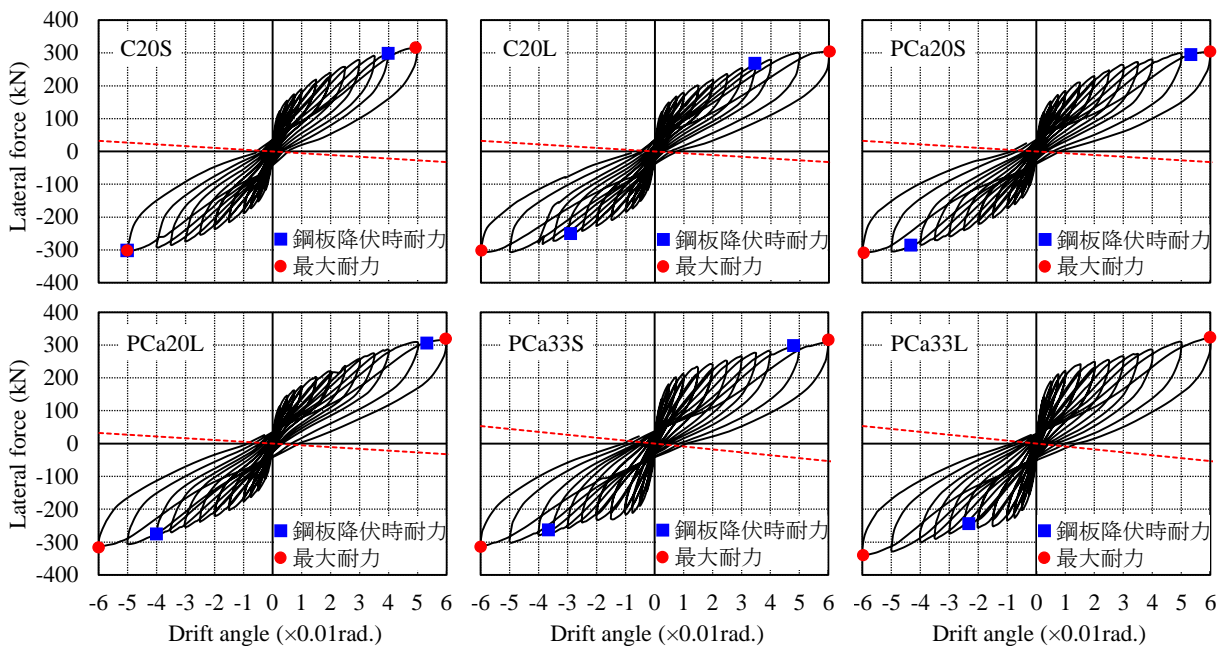 Lateral force (kN)
400
300
200
100
0
-100
-200
-300
-400
C20S
鋼板降伏時耐力
最大耐力
C20L
鋼板降伏時耐力
最大耐力
PCa20S
鋼板降伏時耐力
最大耐力
Lateral force (kN)
400
300
200
100
0
-100
-200
-300
-400
PCa20L
鋼板降伏時耐力
最大耐力
PCa33S
鋼板降伏時耐力
最大耐力
PCa33L
鋼板降伏時耐力
最大耐力
-6 -5 -4 -3 -2 -1 0 1 2 3 4 5 6
-6 -5 -4 -3 -2 -1 0 1 2 3 4 5 6
-6 -5 -4 -3 -2 -1 0 1 2 3 4 5 6
Drift angle (×0.01rad.)
Drift angle (×0.01rad.)
Drift angle (×0.01rad.)